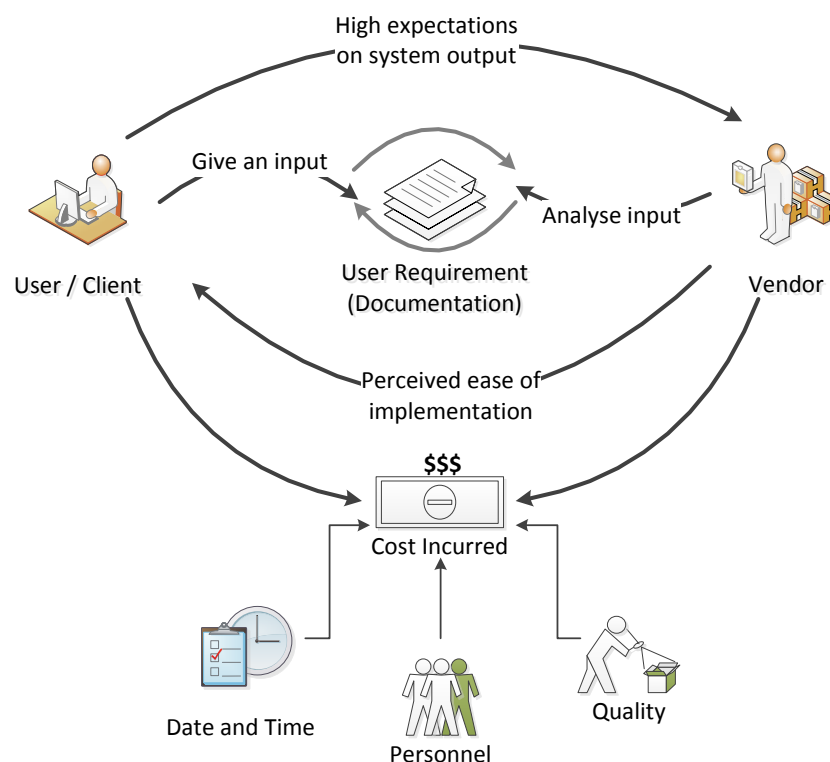 High expectations
on system output
Give an input
Analyse input
User / Client
User Requirement
(Documentation)
Vendor
Perceived ease of
implementation
$$$
Cost Incurred
Date and Time
Personnel
Quality